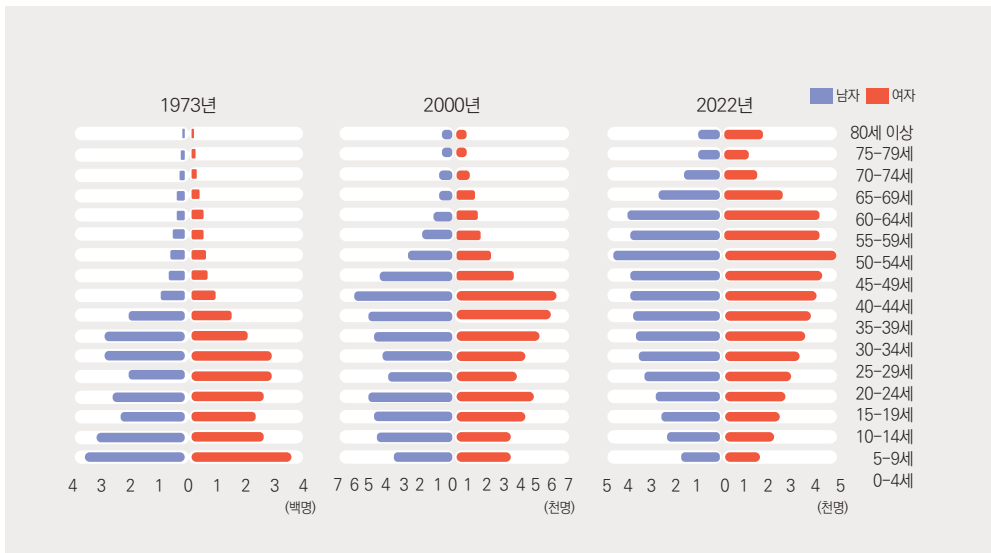 남자 여자
1973년 2000년 2022년
80세 이상
75-79세
70-74세
65-69세
60-64세
55-59세
50-54세
45-49세
40-44세
35-39세
30-34세
25-29세
20-24세
15-19세
10-14세
5-9세
0-4세
4 3 2 1 0 1 2 3 4 7 6 5 4 3 2 1 0 1 2 3 4 5 6 7 5 4 3 2 1 0 1 2 3 4 5
(백명) (천명) (천명)